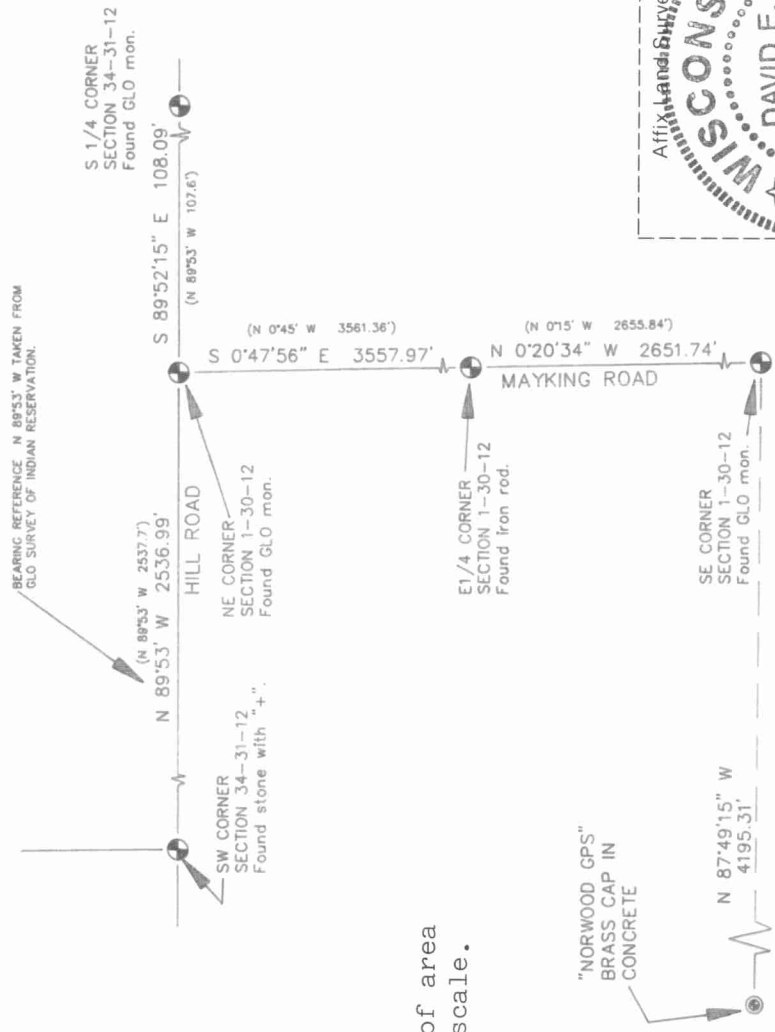 BEARING REFERENCE N 89°53' W TAKEN FROM
GLO SURVEY OF INDIAN RESERVATION.
S 1/4 CORNER
SECTION 34-31-12
Found GLO mon.
(N 89°53' W 2537.7')
N 89°53' W 2536.99'
HILL ROAD
S 89°52'15" E 108.09'
(N 89°53' W 107.6')
SW CORNER
SECTION 34-31-12
Found stone with "+".
NE CORNER
SECTION 1-30-12
Found GLO mon.
(N 0°45' W 3561.36')
S 0°47'56" E 3557.97'
(N 0°15' W 2655.84')
N 0°20'34" W 2651.74'
MAYKING ROAD
E1/4 CORNER
SECTION 1-30-12
Found iron rod.
of area
scale.
SE CORNER
SECTION 1-30-12
Found GLO mon.
"NORWOOD GPS"
BRASS CAP IN
CONCRETE
N 87°49'15" W
4195.31'
Affix Land Surve
WISCONS
DAVID E.